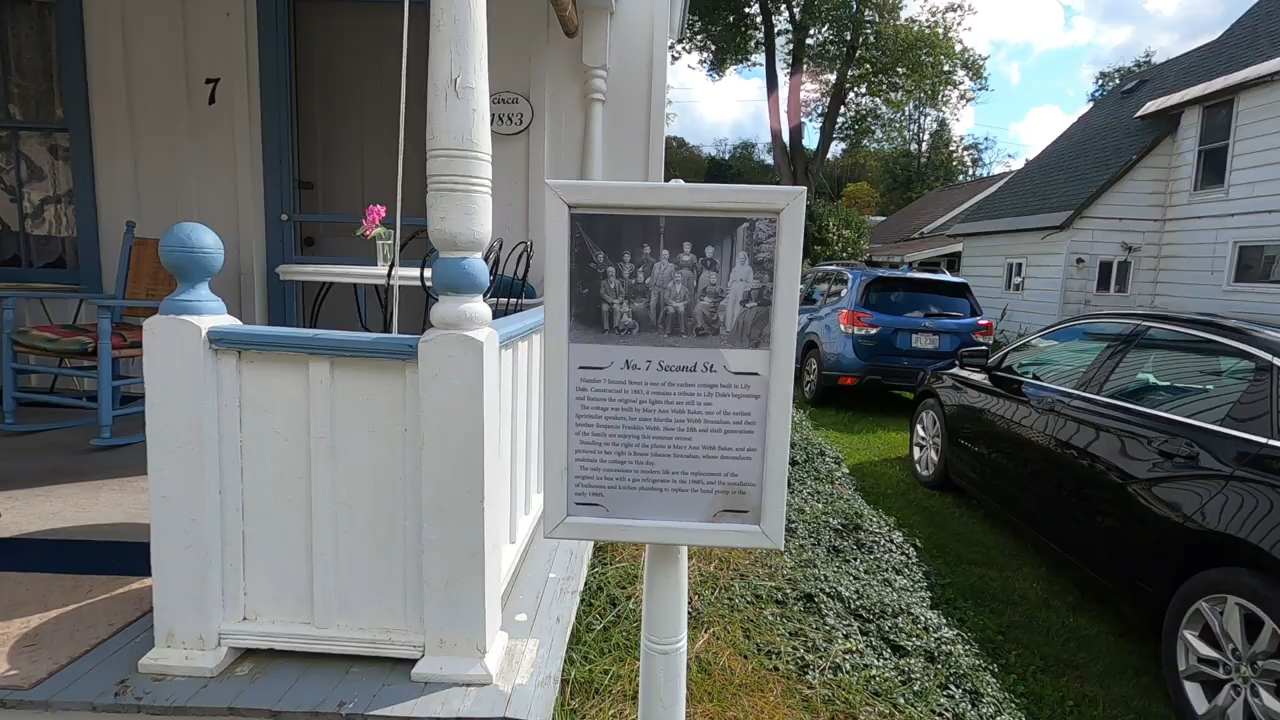 7
circa
1883
No. 7 Second St.
Number 7 Second Street is one of the earliest cottages built in Lily
Dale. Constructed in 1883, it remains a tribute to Lily Dale's beginnings
and features the original gas lights that are still in use.
The cottage was built by Mary Ann Webb Baker, one of the earliest
Spiritualist speakers, her sister Martha Jane Webb Stranahan, and their
brother Benjamin Franklin Webb. Now the fifth and sixth generations
of the family are enjoying this summer retreat.
Standing on the right of the photo is Mary Ann Webb Baker, and also
pictured to her right is Bessie Johnson Stranahan, whose descendants
maintain the cottage to this day.
The only concessions to modern life are the replacement of the
original ice box with a gas refrigerator in the 1960's, and the installation
of bathroom and kitchen plumbing to replace the hand pump in the
early 1990's.